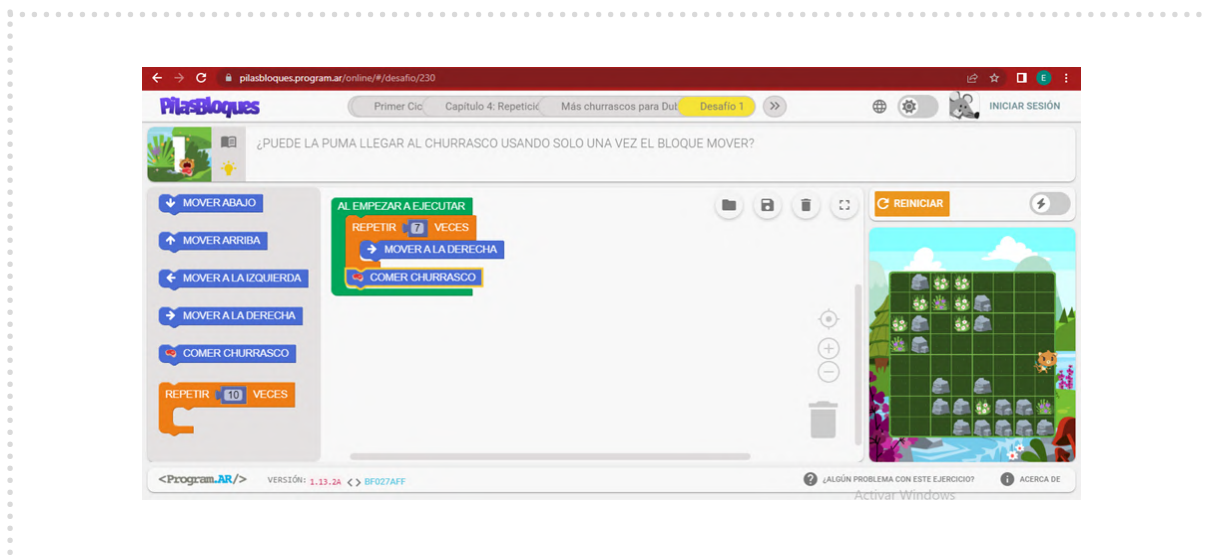 pilasbloques.program.ar/online/#/desafio/230
PilasBloques
Primer Cic
Capítulo 4: Repetició
Más churrascos para Dub
Desafío 1
INICIAR SESIÓN
¿PUEDE LA PUMA LLEGAR AL CHURRASCO USANDO SOLO UNA VEZ EL BLOQUE MOVER?
MOVER ABAJO
MOVER ARRIBA
MOVER A LA IZQUIERDA
MOVER A LA DERECHA
COMER CHURRASCO
REPETIR 10 VECES
AL EMPEZAR A EJECUTAR
REPETIR 7 VECES
MOVER A LA DERECHA
COMER CHURRASCO
REINICIAR
<Program.AR/>
VERSIÓN: 1.13.2A <> BF027AFF
¿ALGÚN PROBLEMA CON ESTE EJERCICIO?
ACERCA DE
Activar Windows